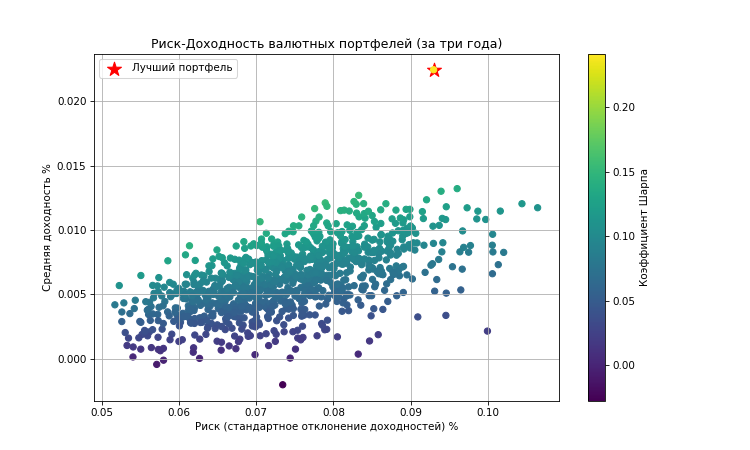 Риск-Доходность валютных портфелей (за три года)
Лучший портфель
0.020
0.015
0.010
0.005
0.000
Средняя доходность %
0.05 0.06 0.07 0.08 0.09 0.10
Риск (стандартное отклонение доходностей) %
0.20
0.15
0.10
0.05
0.00
Коэффициент Шарпа